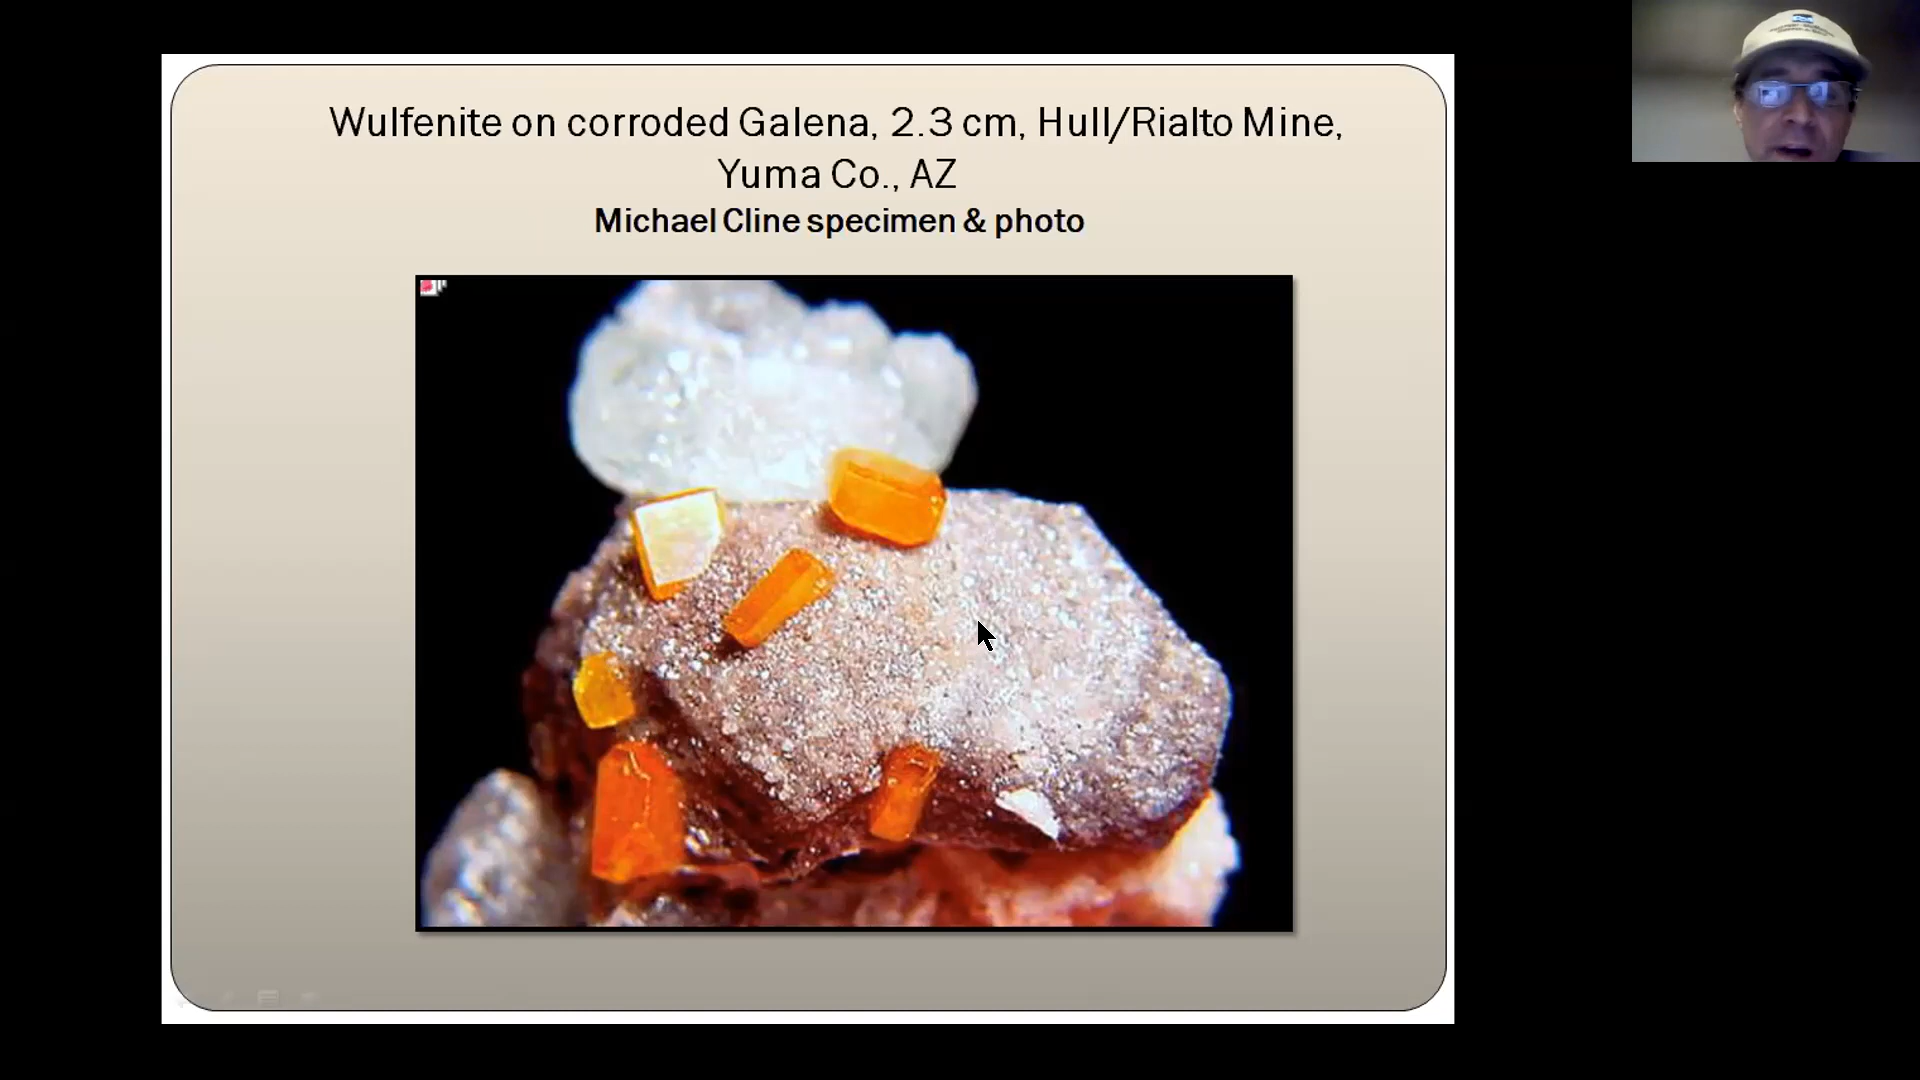 Wulfenite on corroded Galena, 2.3 cm, Hull/Rialto Mine,
Yuma Co., AZ
Michael Cline specimen & photo